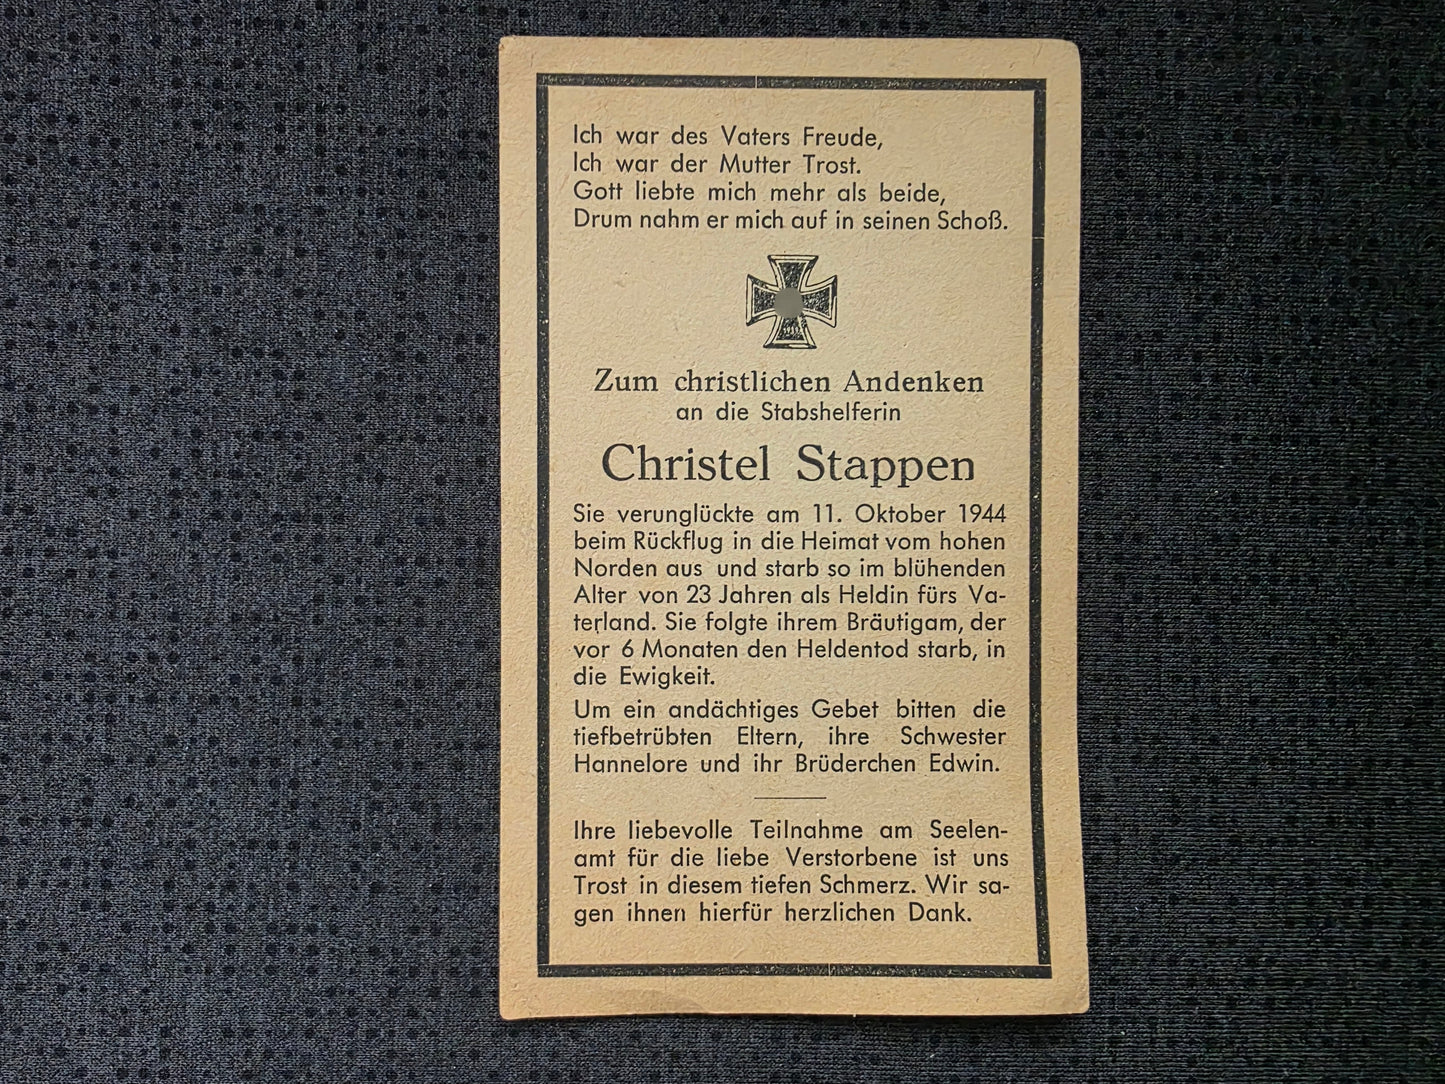 Ich war des Vaters Freude,
Ich war der Mutter Trost.
Gott liebte mich mehr als beide,
Drum nahm er mich auf in seinen Schoß.
1939
Zum christlichen Andenken
an die Stabshelferin
Christel Stappen
Sie verunglückte am 11. Oktober 1944
beim Rückflug in die Heimat vom hohen
Norden aus und starb so im blühenden
Alter von 23 Jahren als Heldin fürs Va-
terland. Sie folgte ihrem Bräutigam, der
vor 6 Monaten den Heldentod starb, in
die Ewigkeit.
Um ein andächtiges Gebet bitten die
tiefbetrübten Eltern, ihre Schwester
Hannelore und ihr Brüderchen Edwin.
Ihre liebevolle Teilnahme am Seelen-
amt für die liebe Verstorbene ist uns
Trost in diesem tiefen Schmerz. Wir sa-
gen ihnen hierfür herzlichen Dank.